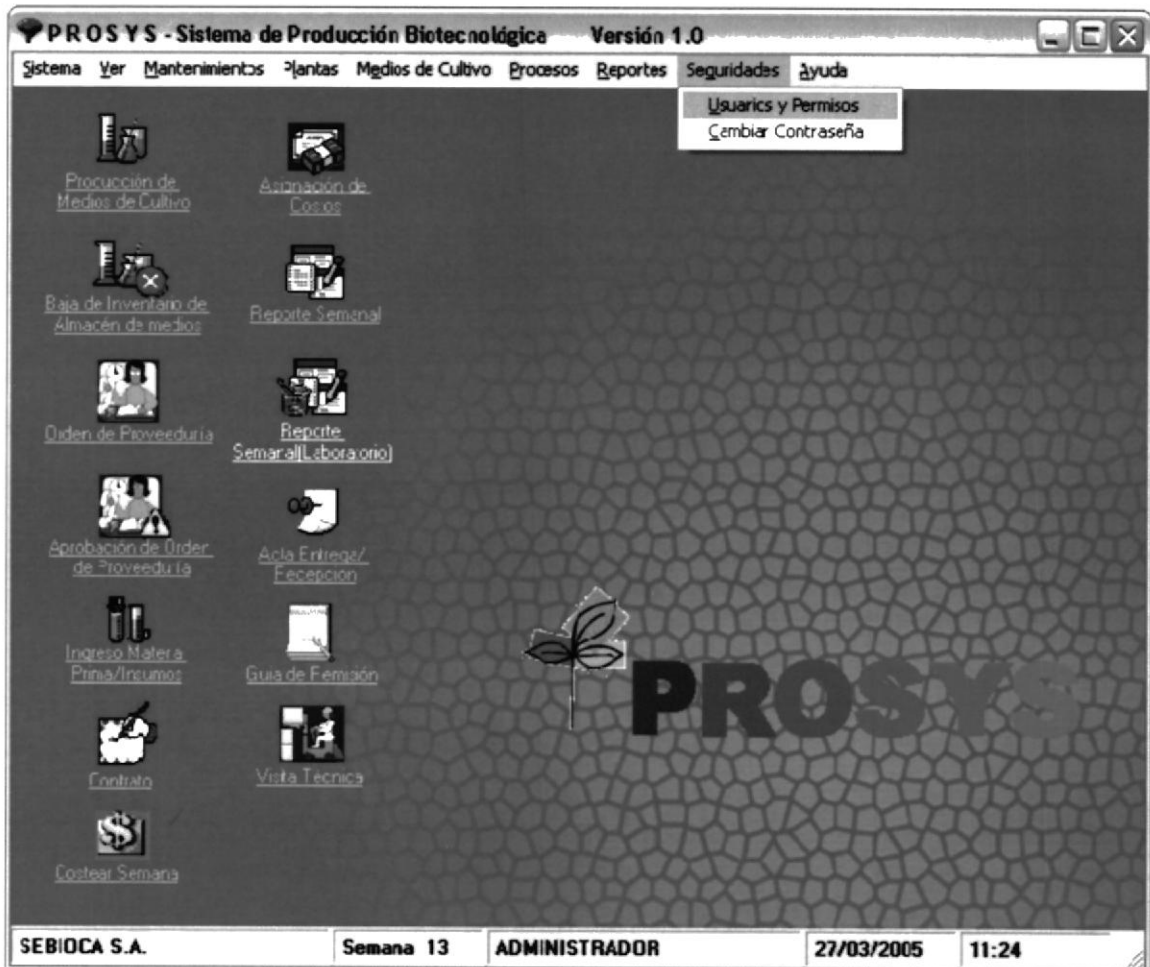 PROSYS - Sistema de Producción Biotecnológica Versión 1.0
Sistema Ver Mantenimientos Plantas Medios de Cultivo Procesos Reportes Seguridades Ayuda
Usuarios y Permisos
Cambiar Contraseña
Producción de
Medios de Cultivo
Asignación de
Costos
Baja de Inventario de
Almacén de medios
Reporte Semanal
Orden de Proveeduría
Reporte
Semanal(Laboratorio)
Aprobación de Orden
de Proveeduría
Acta Entrega/
Recepción
Ingreso Materia
Prima/Insumos
Guia de Remisión
Contrato
Visita Técnica
Costear Semana
PROSYS
SEBIOCA S.A. Semana 13 ADMINISTRADOR 27/03/2005 11:24